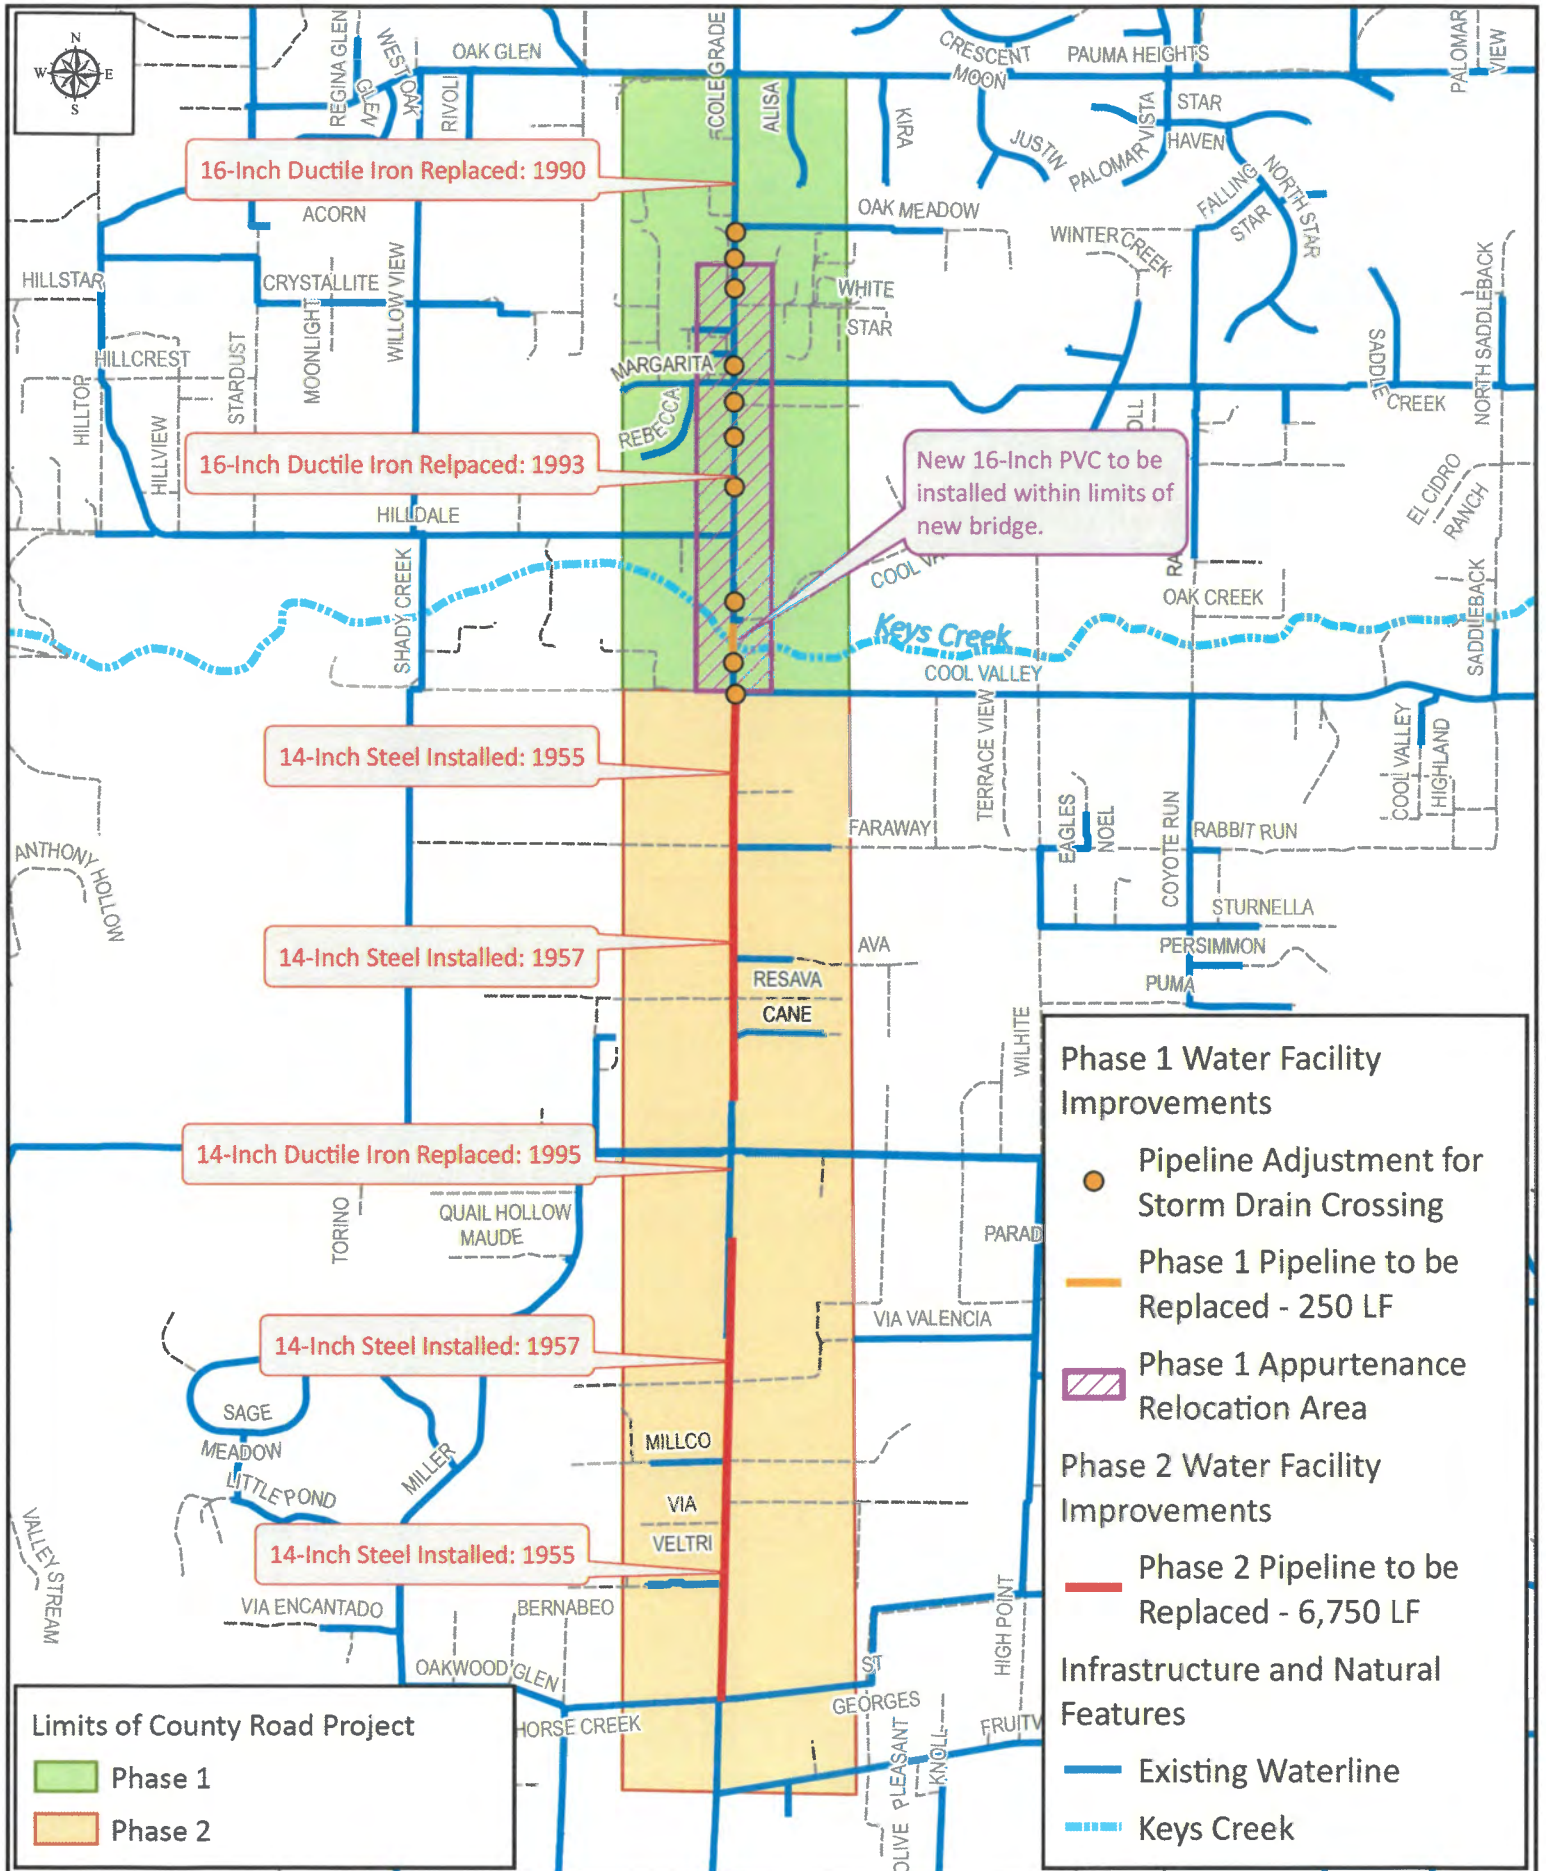 N
W E
S
REGINA GLEN
WEST OAK
GLEN
OAK GLEN
RIVOLI
COLE GRADE
ALISA
CRESCENT
MOON
PAUMA HEIGHTS
PALOMAR
VIEW
KIRA
JUSTIN
PALOMAR VISTA
STAR
HAVEN
FALLING
STAR
NORTH STAR
16-Inch Ductile Iron Replaced: 1990
ACORN
OAK MEADOW
WINTER CREEK
HILLSTAR
CRYSTALLITE
WILLOW VIEW
MOONLIGHT
STARDUST
WHITE
STAR
SADDLE
CREEK
NORTH SADDLEBACK
HILLCREST
HILLTOP
HILLVIEW
MARGARITA
REBECCA
OLL
16-Inch Ductile Iron Relpaced: 1993
New 16-Inch PVC to be
installed within limits of
new bridge.
EL CIDRO
RANCH
HILLDALE
SHADY CREEK
COOL VA
RA
OAK CREEK
Keys Creek
COOL VALLEY
SADDLEBACK
14-Inch Steel Installed: 1955
TERRACE VIEW
COOL VALLEY
HIGHLAND
FARAWAY
EAGLES
NOEL
COYOTE RUN
RABBIT RUN
ANTHONY HOLLOW
STURNELLA
14-Inch Steel Installed: 1957
AVA
RESAVA
CANE
PERSIMMON
PUMA
WILHITE
14-Inch Ductile Iron Replaced: 1995
TORINO
QUAIL HOLLOW
MAUDE
PARAD
VIA VALENCIA
14-Inch Steel Installed: 1957
SAGE
MEADOW
MILLER
MILLCO
LITTLE POND
VIA
VELTRI
VALLEY STREAM
14-Inch Steel Installed: 1955
VIA ENCANTADO
BERNABEO
HIGH POINT
OAKWOOD GLEN
HORSE CREEK
ST
GEORGES
FRUITV
OLIVE
PLEASANT
KNOLL
Phase 1 Water Facility
Improvements
Pipeline Adjustment for
Storm Drain Crossing
Phase 1 Pipeline to be
Replaced - 250 LF
Phase 1 Appurtenance
Relocation Area
Phase 2 Water Facility
Improvements
Phase 2 Pipeline to be
Replaced - 6,750 LF
Infrastructure and Natural
Features
Existing Waterline
Keys Creek
Limits of County Road Project
Phase 1
Phase 2